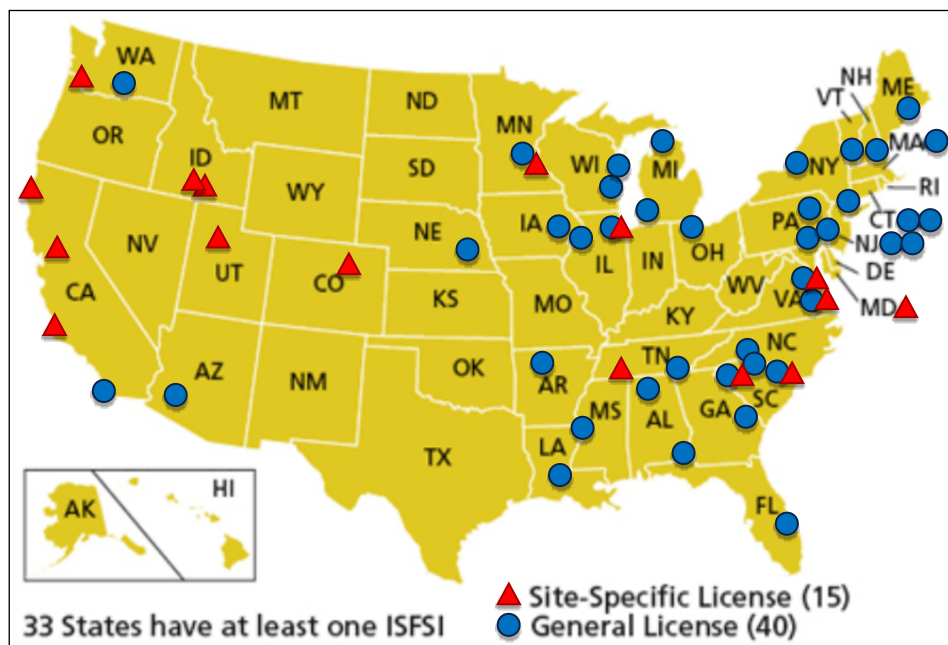 WA
MT
ND
MN
OR
ID
SD
WI
MI
VT
NH
ME
NY
MA
RI
WY
IA
NE
PA
CT
NV
UT
CO
IL
IN
OH
NJ
DE
CA
KS
MO
WV
VA
MD
KY
AZ
NM
OK
AR
TN
NC
SC
TX
LA
MS
AL
GA
FL
AK
HI
Site-Specific License (15)
33 States have at least one ISFSI
General License (40)